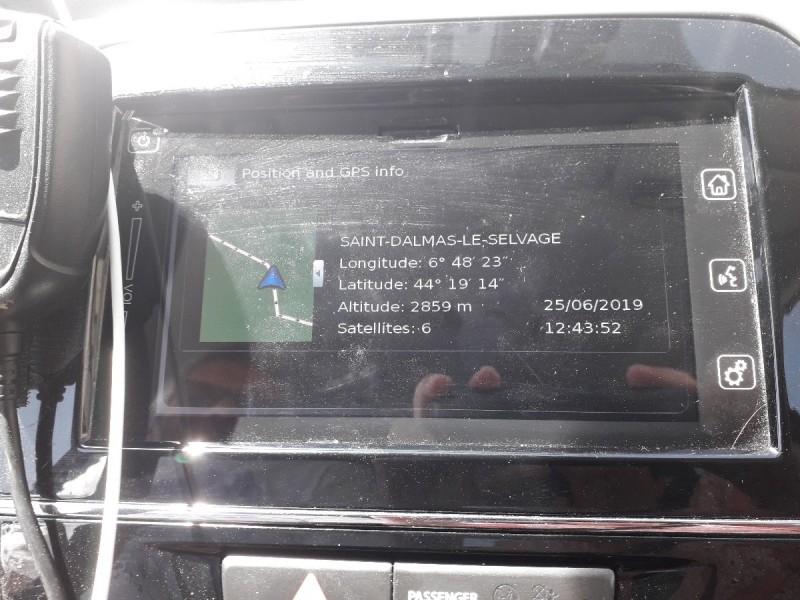 Position and GPS info
SAINT-DALMAS-LE-SELVAGE
Longitude: 6° 48′ 23″
Latitude: 44° 19′ 14″
Altitude: 2859 m
25/06/2019
Satellites: 6
12:43:52
+
VOL
PASSENGER